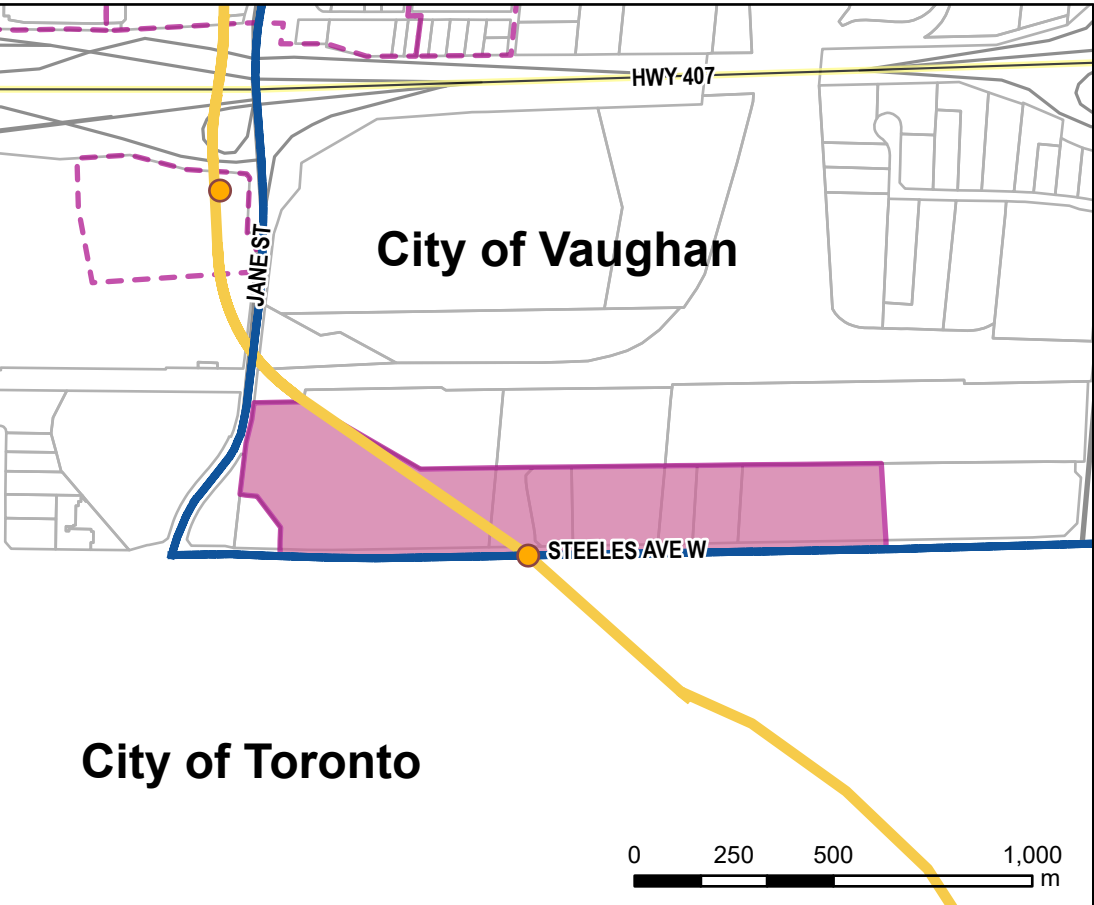 HWY 407
City of Vaughan
JANE ST
STEELES AVE W
City of Toronto
0 250 500 1,000
m